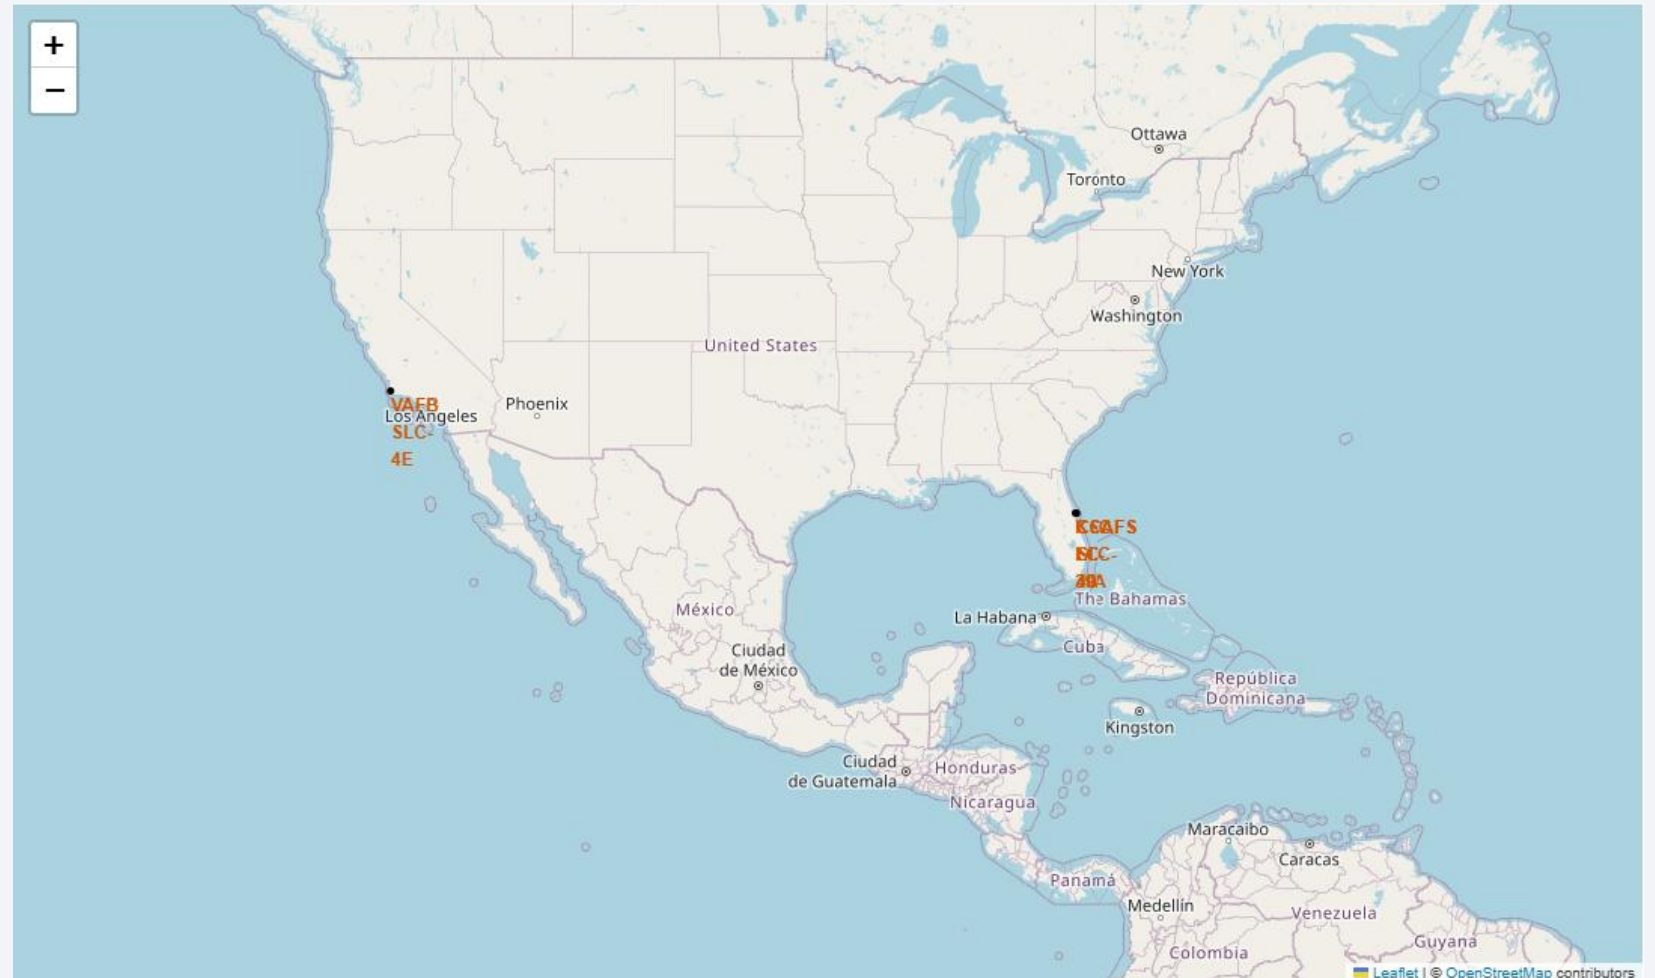 +
−
Ottawa
Toronto
New York
Washington
United States
VAFB
SLC-
4E
Los Angeles
Phoenix
The Bahamas
La Habana
México
Cuba
Ciudad
de México
República
Dominicana
Kingston
Ciudad
de Guatemala
Honduras
Nicaragua
Maracaibo
Caracas
Panamá
Medellín
Venezuela
Colombia
Guyana
Leaflet | © OpenStreetMap contributors